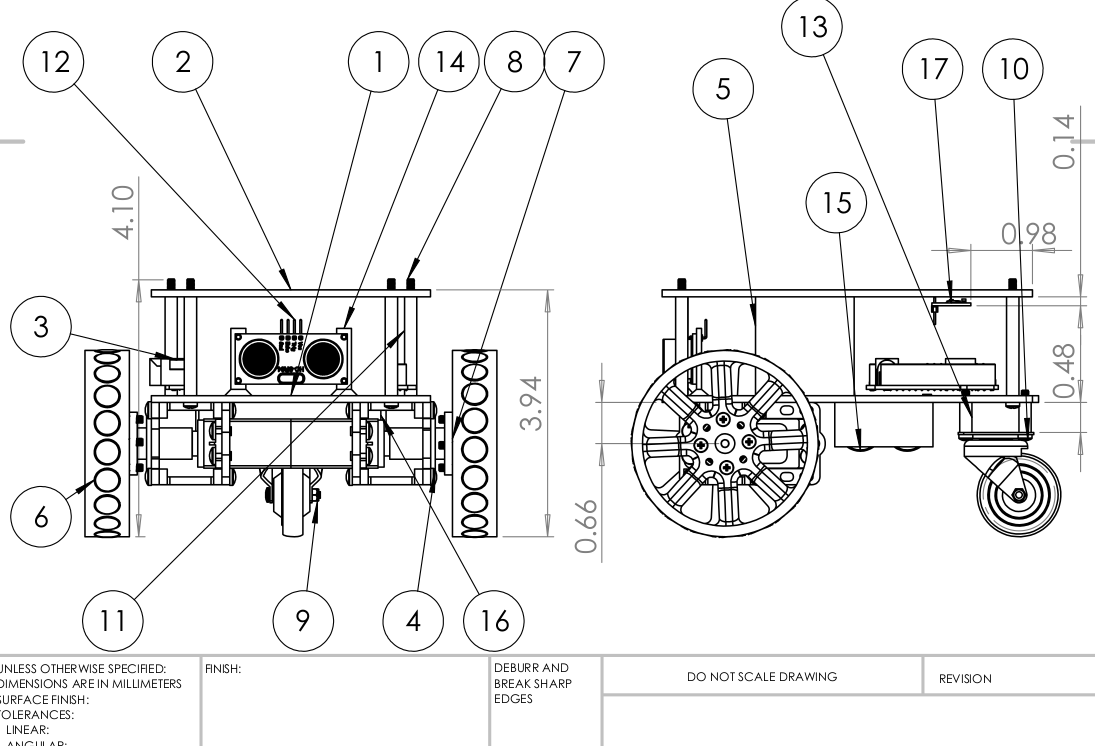 13
12
2
1
14
8
7
5
17
10
0.14
4.10
15
0.98
3
3.94
0.48
6
0.66
11
9
4
16
UNLESS OTHERWISE SPECIFIED:
DIMENSIONS ARE IN MILLIMETERS
SURFACE FINISH:
TOLERANCES:
LINEAR:
ANGULAR:
FINISH:
DEBURR AND
BREAK SHARP
EDGES
DO NOT SCALE DRAWING
REVISION